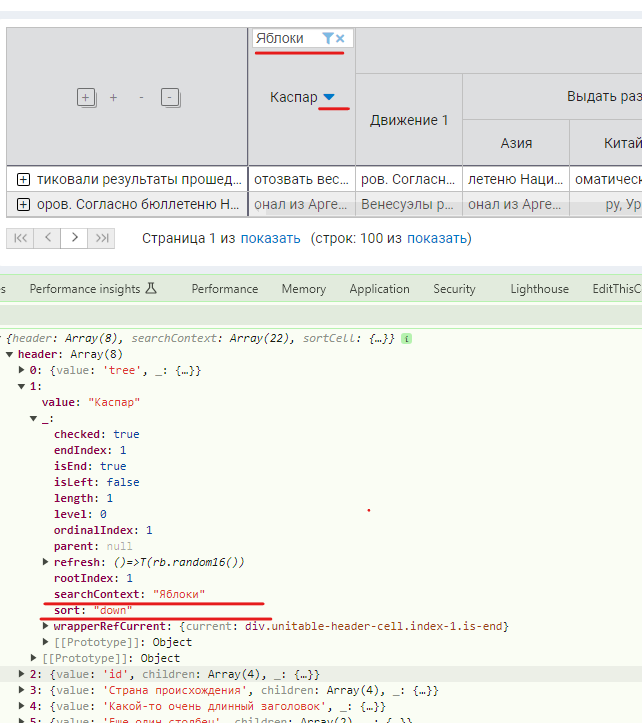 Яблоки
+ + - -
Каспар
Движение 1
Выдать раз
Азия
Китай
+ тиковали результаты прошед... отозвать вес... ров. Согласн... летеню Наци... оматическ
+ оров. Согласно бюллетеню Н... онал из Арге... Венесуэлы р... онал из Арге... ру, Ур
Страница 1 из показать (строк: 100 из показать)
s Performance insights Performance Memory Application Security Lighthouse EditThisC
{header: Array(8), searchContext: Array(22), sortCell: {…}} i
header: Array(8)
0: {value: 'tree', _: {…}}
1:
value: "Каспар"
_:
checked: true
endIndex: 1
isEnd: true
isLeft: false
length: 1
level: 0
ordinalIndex: 1
parent: null
refresh: ()=>T(rb.random16())
rootIndex: 1
searchContext: "Яблоки"
sort: "down"
wrapperRefCurrent: {current: div.unitable-header-cell.index-1.is-end}
[[Prototype]]: Object
[[Prototype]]: Object
2: {value: 'id', children: Array(4), _: {…}}
3: {value: 'Страна происхождения', children: Array(4), _: {…}}
4: {value: 'Какой-то очень длинный заголовок', _: {…}}
5: {value: 'Еще один столбец', children: Array(2), _: {…}}